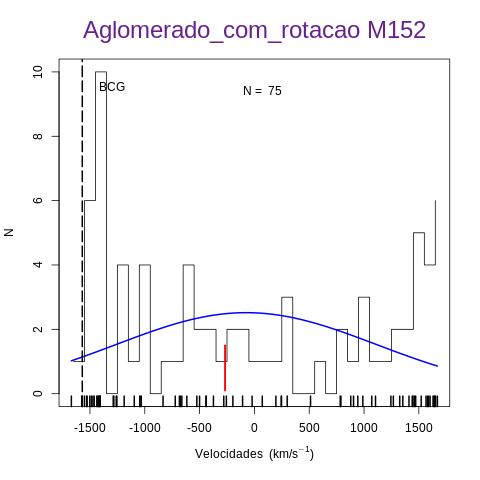 Aglomerado_com_rotacao M152
BCG
N = 75
N
0
2
4
6
8
10
-1500
-1000
-500
0
500
1000
1500
Velocidades (km/s⁻¹)